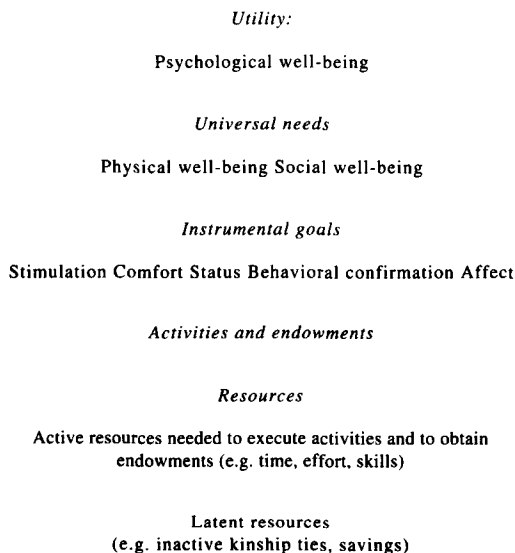 Utility:
Psychological well-being
Universal needs
Physical well-being Social well-being
Instrumental goals
Stimulation Comfort Status Behavioral confirmation Affect
Activities and endowments
Resources
Active resources needed to execute activities and to obtain
endowments (e.g. time, effort, skills)
Latent resources
(e.g. inactive kinship ties, savings)